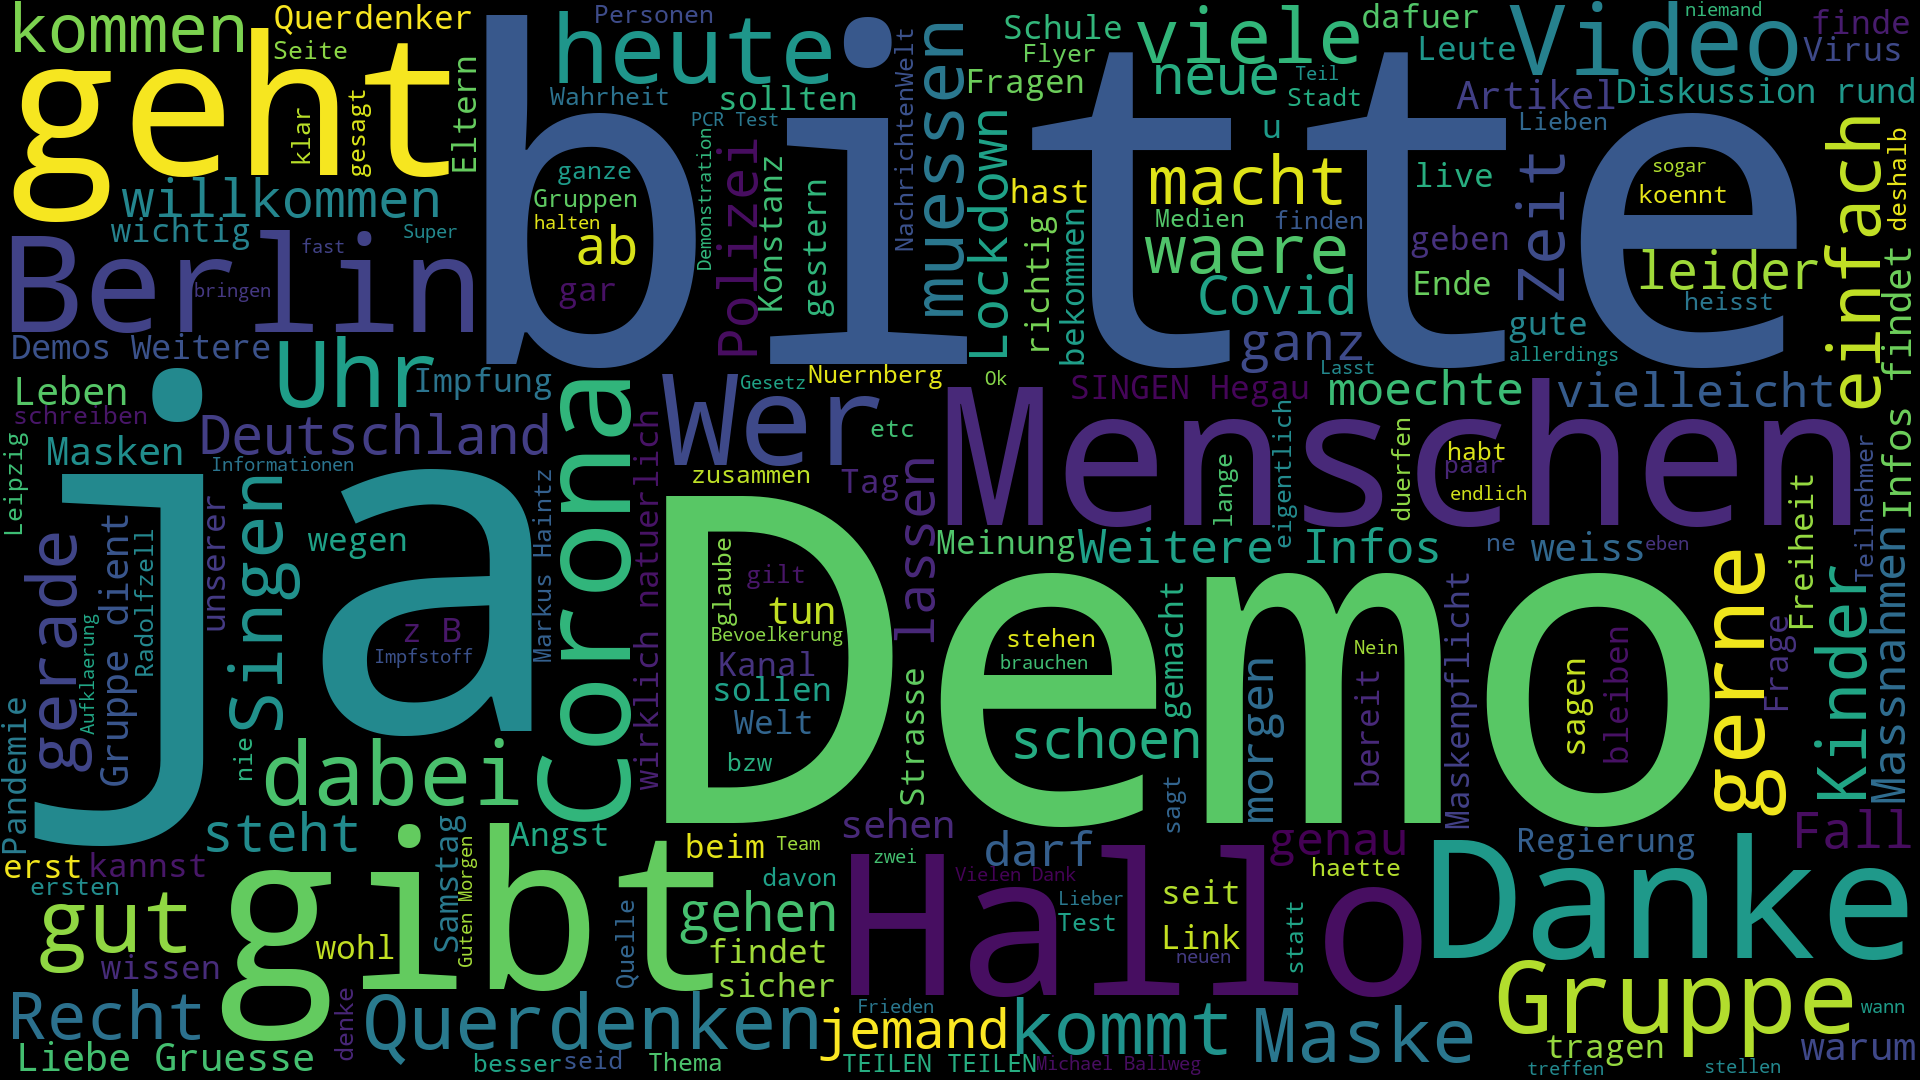 kommen
Querdenker
Personen
heute
Schule
viele
dafuer
Video
niemand
finde
geht
Seite
Flyer
Leute
Virus
bitte
Wahrheit
sollten
Fragen
neue
Teil
Stadt
Artikel
Diskussion rund
klar
gesagt
Eltern
PCR Test
Demonstration
NachrichtenWelt
muessen
u
Lieben
einfach
deshalb
willkommen
ganze
Gruppen
halten
ab
gar
Polizei
Konstanz
gestern
Lockdown
hast
macht
live
Zeit
sogar
koennt
wichtig
Super
Medien
finden
geben
Berlin
fast
bringen
richtig
bekommen
waere
Covid
Ende
leider
heisst
Infos findet
Demos Weitere
Uhr
Impfung
Gesetz
Nuernberg
Ok
ganz
Lasst
gute
allerdings
Leben
schreiben
Wer
etc
SINGEN Hegau
moechte
vielleicht
Leipzig
Masken
Deutschland
Informationen
Corona
zusammen
Tag
Menschen
habt
paar
endlich
ja
unserer
Singen
wegen
Markus Haintz
wirklich natuerlich
lassen
lange
eigentlich
duerfen
Freiheit
Teilnehmer
gerade
Gruppe dient
Radolfzell
Aufklaerung
z B
Impfstoff
Demo
Meinung
Weitere Infos
ne
weiss
eben
glaube
gilt
tun
Bevoelkerung
Kanal
sollen
Welt
bzw
stehen
brauchen
gemacht
Nein
sagen
bleiben
gerne
Frage
Kinder
Massnahmen
Pandemie
nie
dabei
Strasse
schoen
morgen
bereit
Maskenpflicht
steht
Samstag
Angst
beim
Team
sehen
sagt
darf
genau
Regierung
Fall
erst
kannst
ersten
gibt
Guten Morgen
davon
zwei
Hallo
Vielen Dank
Lieber
Test
seit
haette
Danke
gut
wohl
wissen
Quelle
gehen
findet
sicher
Link
neuen
statt
Gruppe
Recht
denke
Querdenken
Frieden
jemand
kommt
Maske
wann
tragen
warum
Liebe Gruesse
besser
seid
Thema
TEILEN TEILEN
Michael Ballweg
treffen
stellen